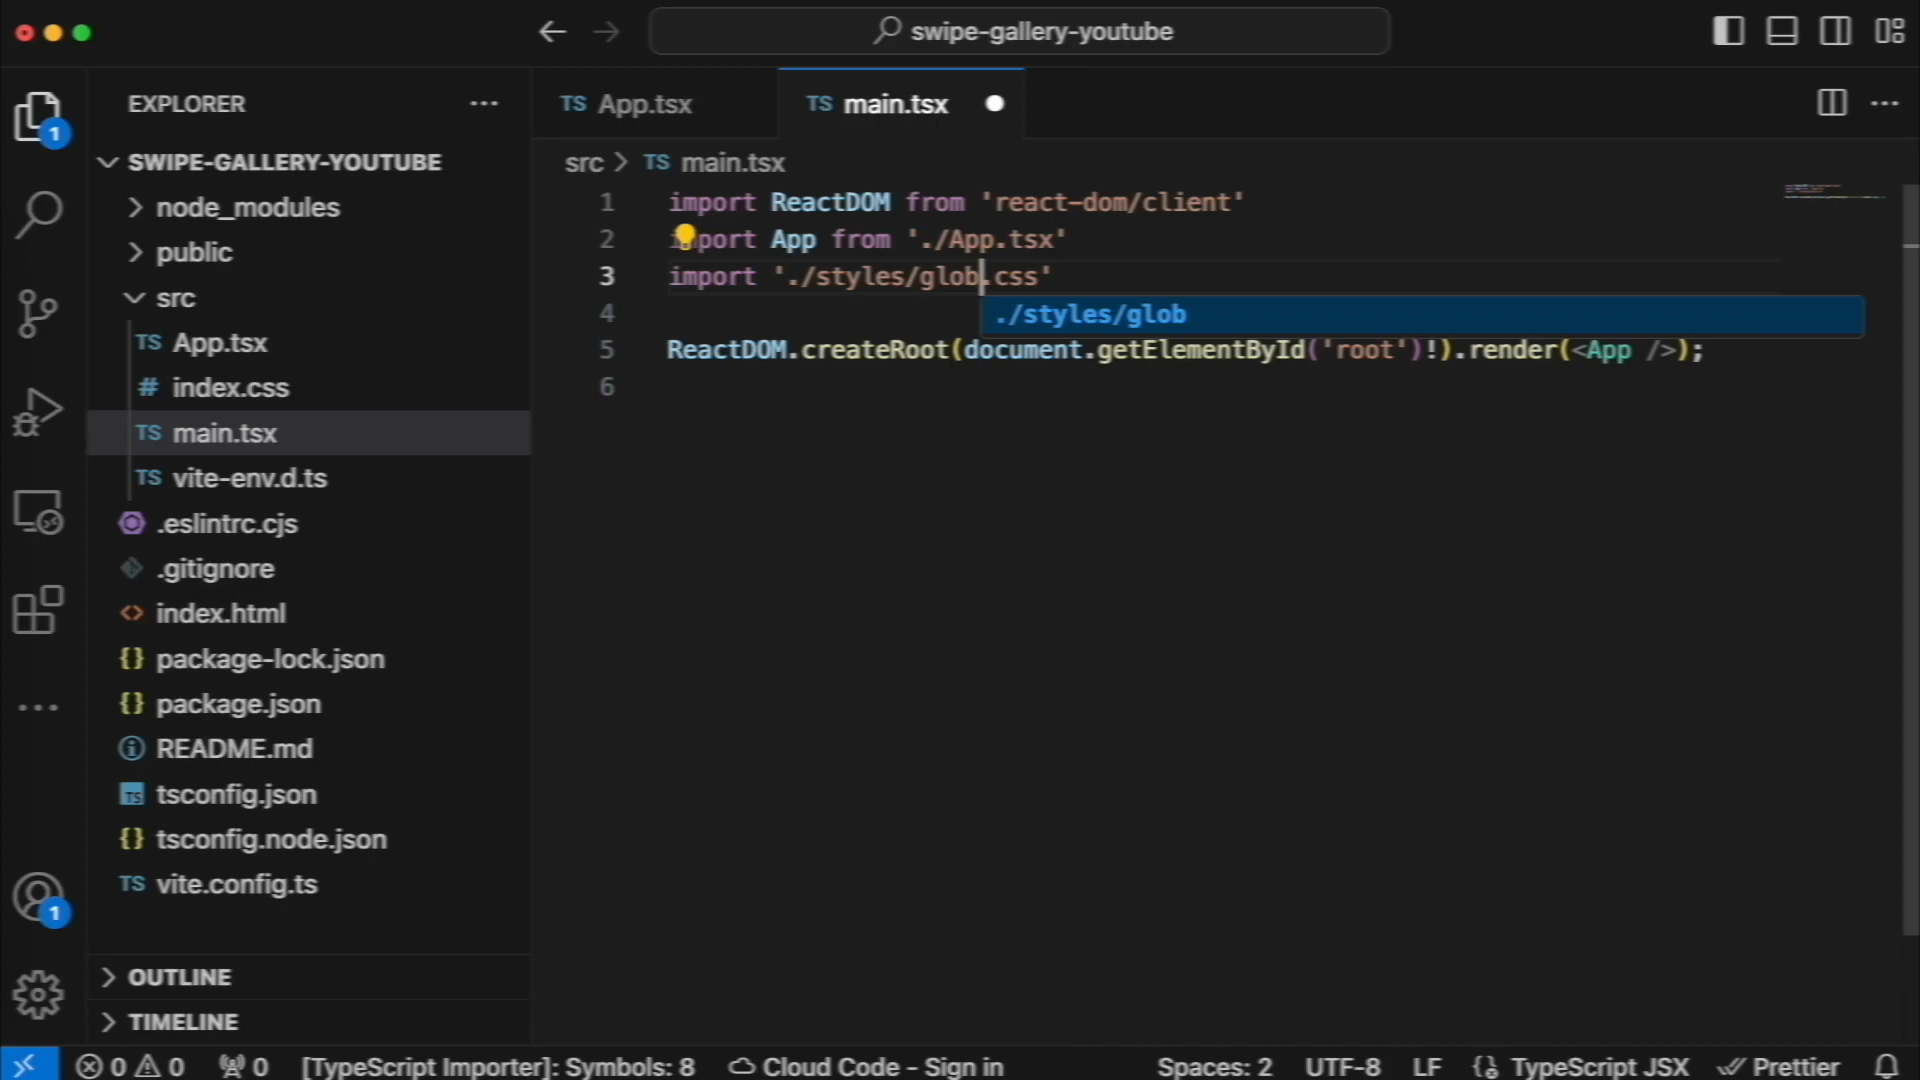 swipe-gallery-youtube
EXPLORER
TS App.tsx
TS main.tsx
1
SWIPE-GALLERY-YOUTUBE
src > TS main.tsx
node_modules
public
src
TS App.tsx
# index.css
TS main.tsx
TS vite-env.d.ts
.eslintrc.cjs
.gitignore
<> index.html
{} package-lock.json
{} package.json
README.md
TS tsconfig.json
{} tsconfig.node.json
TS vite.config.ts
1
OUTLINE
TIMELINE
1 import ReactDOM from 'react-dom/client'
2 import App from './App.tsx'
3 import './styles/glob.css'
./styles/glob
4
5 ReactDOM.createRoot(document.getElementById('root')!).render(<App />);
6
0 0 0 [TypeScript Importer]: Symbols: 8 Cloud Code - Sign in Spaces: 2 UTF-8 LF TypeScript JSX Prettier